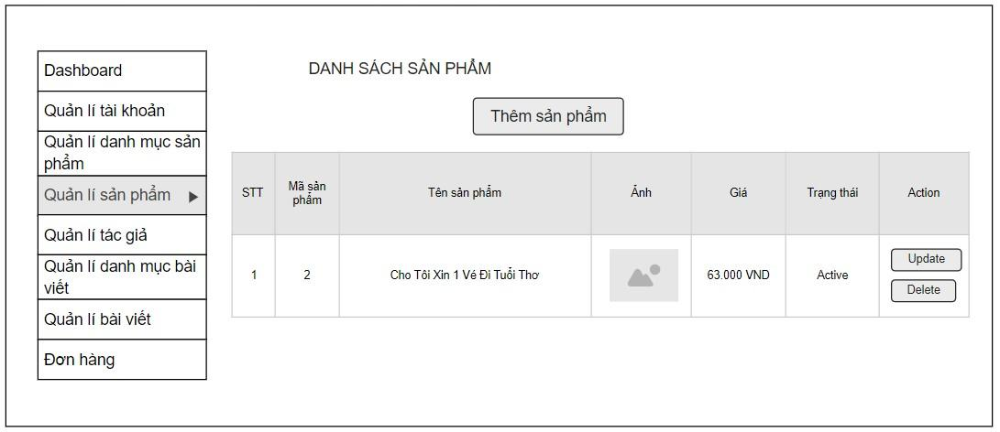 Dashboard
Quản lí tài khoản
Quản lí danh mục sản
phẩm
Quản lí sản phẩm
Quản lí tác giả
Quản lí danh mục bài
viết
Quản lí bài viết
Đơn hàng
DANH SÁCH SẢN PHẨM
Thêm sản phẩm
STT
Mã sản
phẩm
Tên sản phẩm
Ảnh
Giá
Trạng thái
Action
1
2
Cho Tôi Xin 1 Vé Đi Tuổi Thơ
63.000 VND
Active
Update
Delete